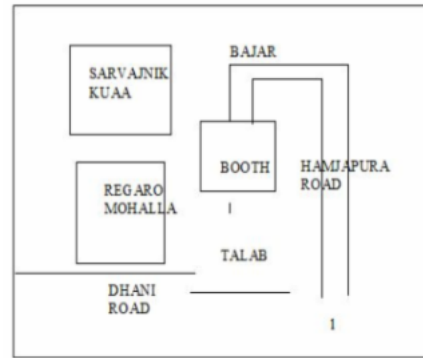 BAJAR
SARVAJNIK
KUAA
BOOTH
HAMJAPURA
ROAD
REGARO
MOHALLA
TALAB
DHANI
ROAD
1